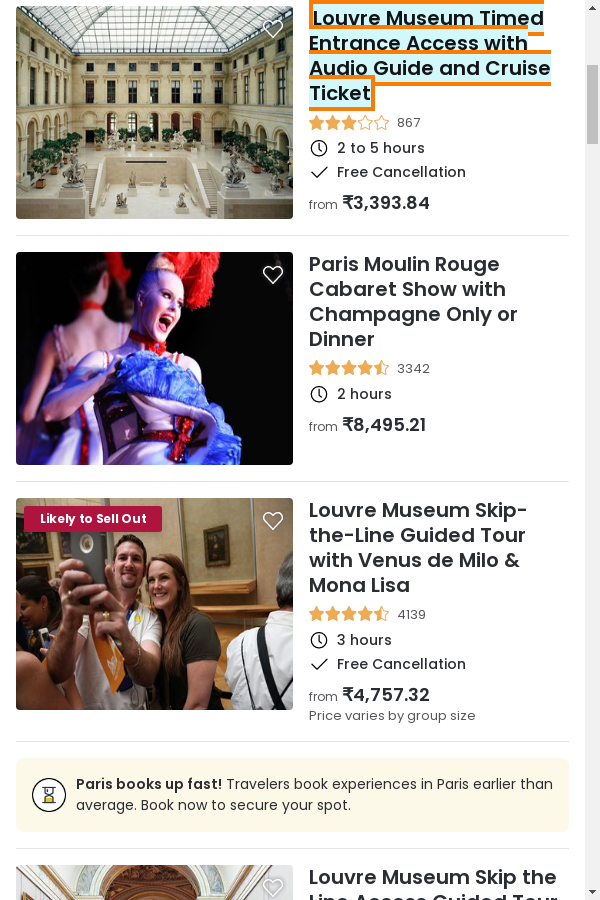 Louvre Museum Timed
Entrance Access with
Audio Guide and Cruise
Ticket
867
2 to 5 hours
Free Cancellation
from ₹3,393.84
Paris Moulin Rouge
Cabaret Show with
Champagne Only or
Dinner
3342
2 hours
from ₹8,495.21
Likely to Sell Out
Louvre Museum Skip-
the-Line Guided Tour
with Venus de Milo &
Mona Lisa
4139
3 hours
Free Cancellation
from ₹4,757.32
Price varies by group size
Paris books up fast! Travelers book experiences in Paris earlier than
average. Book now to secure your spot.
Louvre Museum Skip the
Line Access Guided Tour